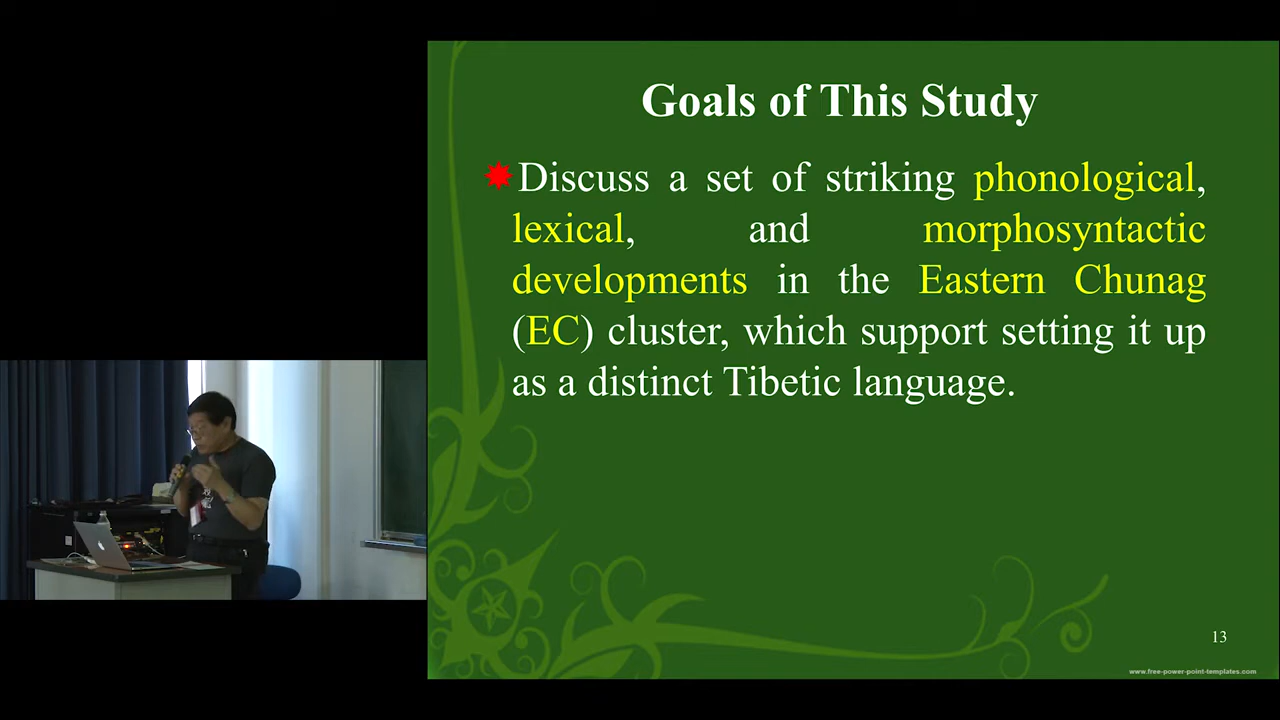 Goals of This Study
Discuss a set of striking phonological,
lexical, and morphosyntactic
developments in the Eastern Chunag
(EC) cluster, which support setting it up
as a distinct Tibetic language.
13
www.free-power-point-templates.com